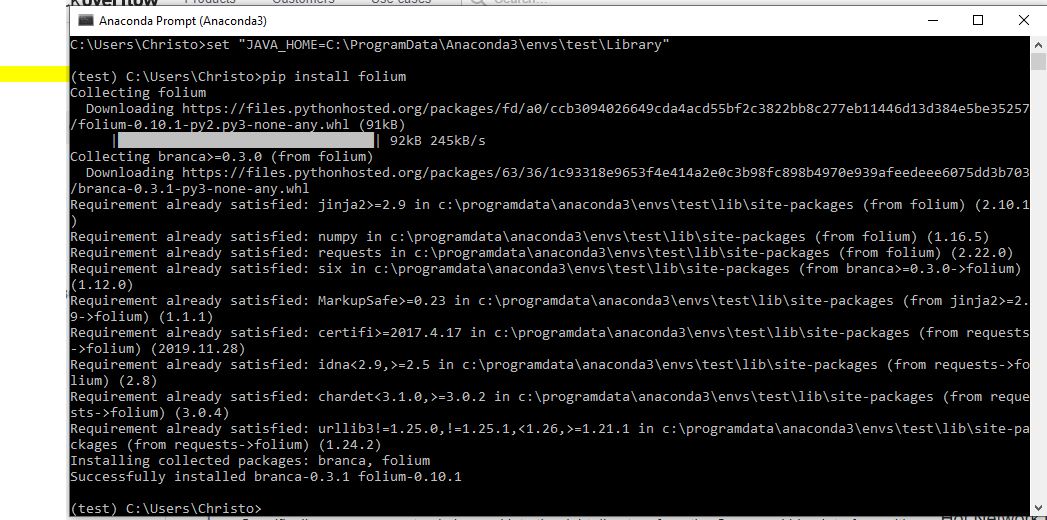 overflow Products Customers Use cases Search...
Anaconda Prompt (Anaconda3)
C:\Users\Christo>set "JAVA_HOME=C:\ProgramData\Anaconda3\envs\test\Library"
(test) C:\Users\Christo>pip install folium
Collecting folium
  Downloading https://files.pythonhosted.org/packages/fd/a0/ccb3094026649cda4acd55bf2c3822bb8c277eb11446d13d384e5be35257
/folium-0.10.1-py2.py3-none-any.whl (91kB)
     |████████████████████████████████| 92kB 245kB/s
Collecting branca>=0.3.0 (from folium)
  Downloading https://files.pythonhosted.org/packages/63/36/1c93318e9653f4e414a2e0c3b98fc898b4970e939afeedeee6075dd3b703
/branca-0.3.1-py3-none-any.whl
Requirement already satisfied: jinja2>=2.9 in c:\programdata\anaconda3\envs\test\lib\site-packages (from folium) (2.10.1
)
Requirement already satisfied: numpy in c:\programdata\anaconda3\envs\test\lib\site-packages (from folium) (1.16.5)
Requirement already satisfied: requests in c:\programdata\anaconda3\envs\test\lib\site-packages (from folium) (2.22.0)
Requirement already satisfied: six in c:\programdata\anaconda3\envs\test\lib\site-packages (from branca>=0.3.0->folium)
(1.12.0)
Requirement already satisfied: MarkupSafe>=0.23 in c:\programdata\anaconda3\envs\test\lib\site-packages (from jinja2>=2.
9->folium) (1.1.1)
Requirement already satisfied: certifi>=2017.4.17 in c:\programdata\anaconda3\envs\test\lib\site-packages (from requests
->folium) (2019.11.28)
Requirement already satisfied: idna<2.9,>=2.5 in c:\programdata\anaconda3\envs\test\lib\site-packages (from requests->fo
lium) (2.8)
Requirement already satisfied: chardet<3.1.0,>=3.0.2 in c:\programdata\anaconda3\envs\test\lib\site-packages (from reque
sts->folium) (3.0.4)
Requirement already satisfied: urllib3!=1.25.0,!=1.25.1,<1.26,>=1.21.1 in c:\programdata\anaconda3\envs\test\lib\site-pa
ckages (from requests->folium) (1.24.2)
Installing collected packages: branca, folium
Successfully installed branca-0.3.1 folium-0.10.1
(test) C:\Users\Christo>